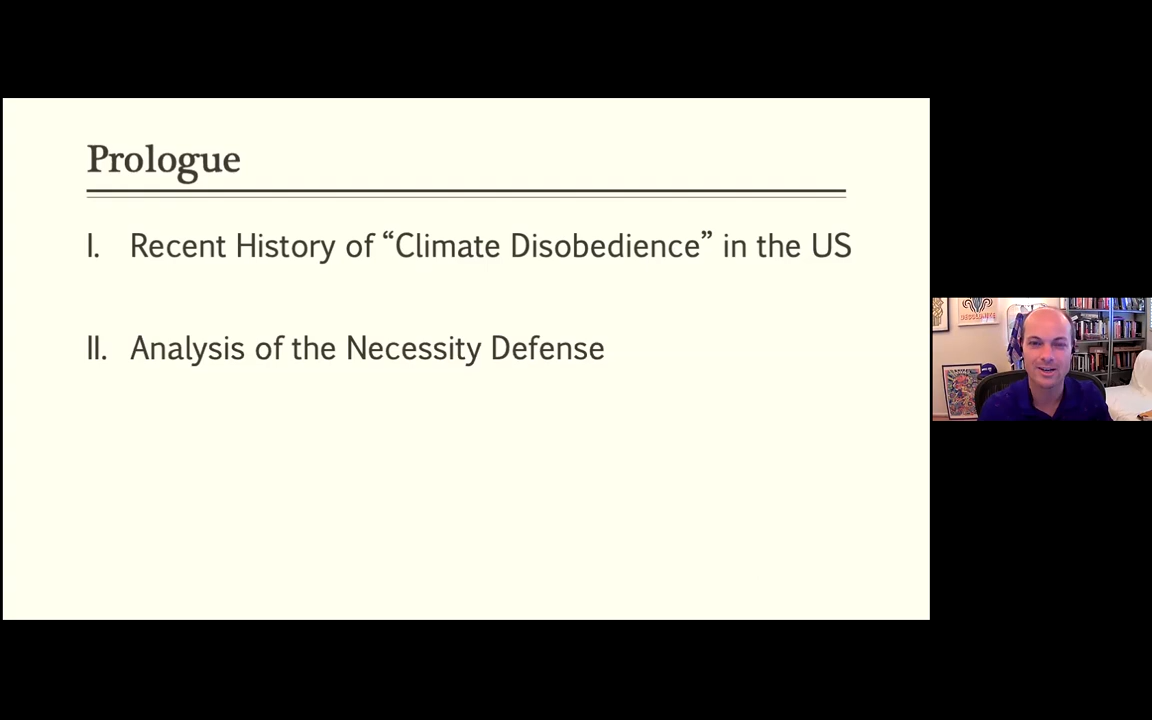 Prologue
I. Recent History of “Climate Disobedience” in the US
II. Analysis of the Necessity Defense